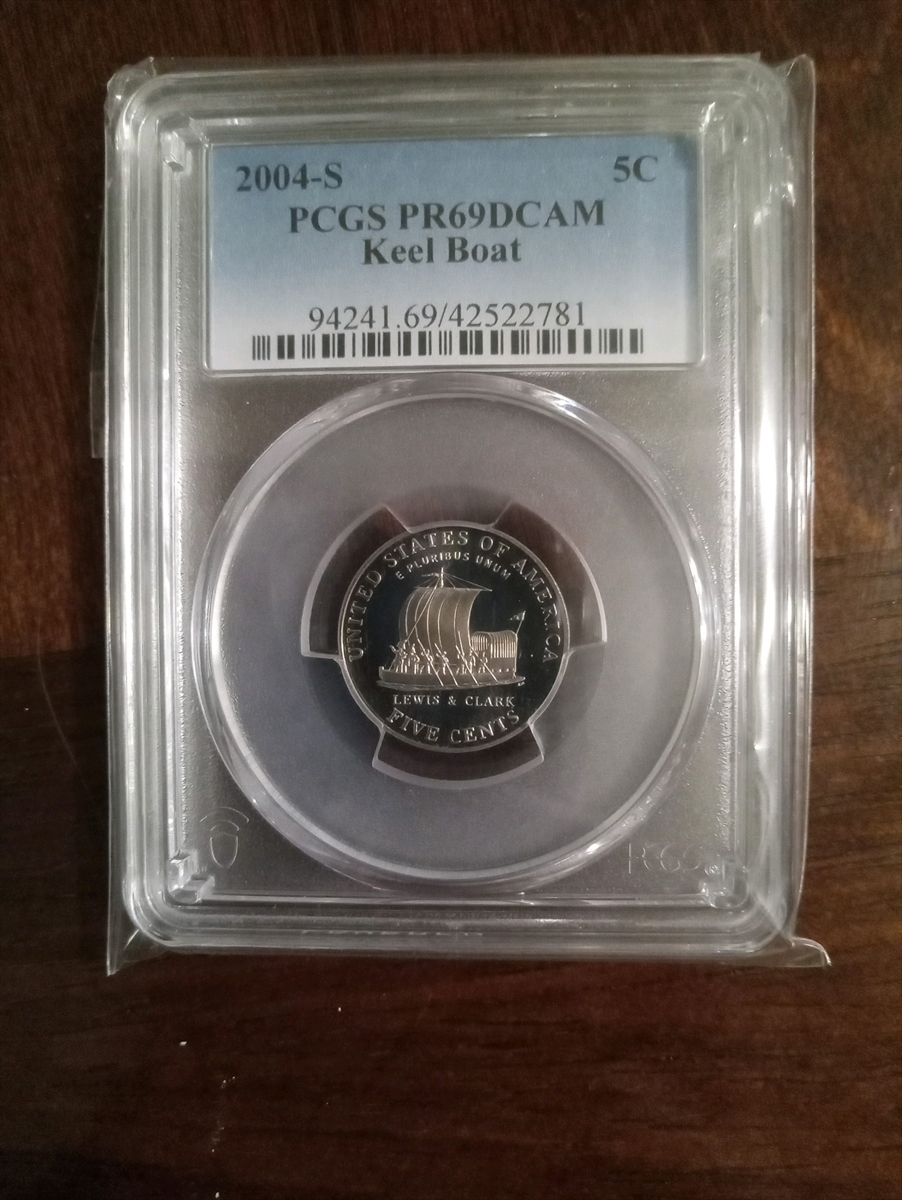 2004-S 5C
PCGS PR69DCAM
Keel Boat
94241.69/42522781
UNITED STATES OF AMERICA
E PLURIBUS UNUM
LEWIS & CLARK
FIVE CENTS